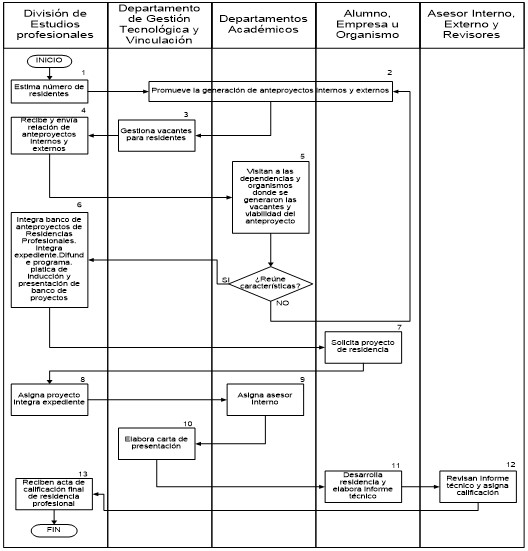 División de
Estudios
profesionales
Departamento
de Gestión
Tecnológica y
Vinculación
Departamentos
Académicos
Alumno,
Empresa u
Organismo
Asesor Interno,
Externo y
Revisores
INICIO
1
Estima número de
residentes
2
Promueve la generación de anteproyectos internos y externos
3
Gestiona vacantes
para residentes
4
Recibe y envía
relación de
anteproyectos
internos y
externos
5
Visitan a las
dependencias y
organismos
donde se
generaron las
vacantes y
viabilidad del
anteproyecto
6
Integra banco de
anteproyectos de
Residencias
Profesionales.
Integra
expediente.Difund
e programa.
platica de
inducción y
presentación de
banco de
proyectos
¿Reúne
características?
SI
NO
7
Solicita proyecto
de residencia
8
Asigna proyecto
Integra expediente
9
Asigna asesor
Interno
10
Elabora carta de
presentación
11
Desarrolla
residencia y
elabora informe
técnico
12
Revisan informe
técnico y asigna
calificación
13
Reciben acta de
calificación final
de residencia
profesional
FIN